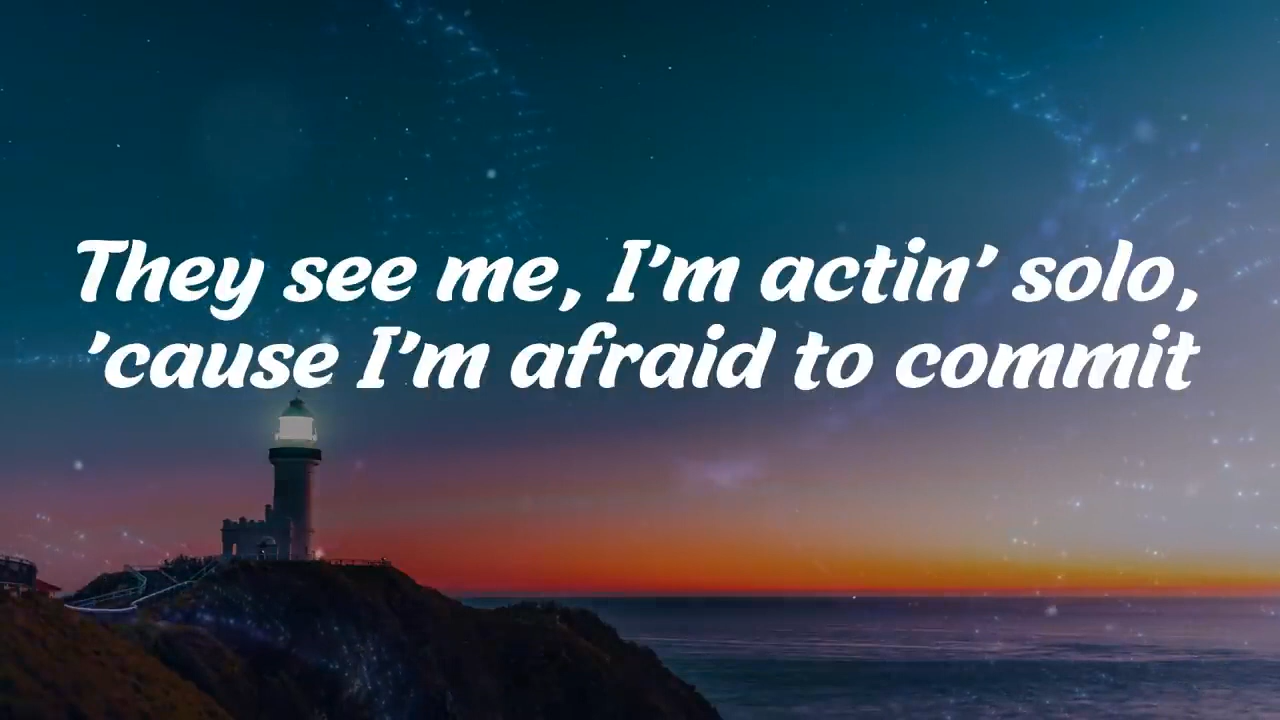 They see me, I'm actin' solo,
'cause I'm afraid to commit